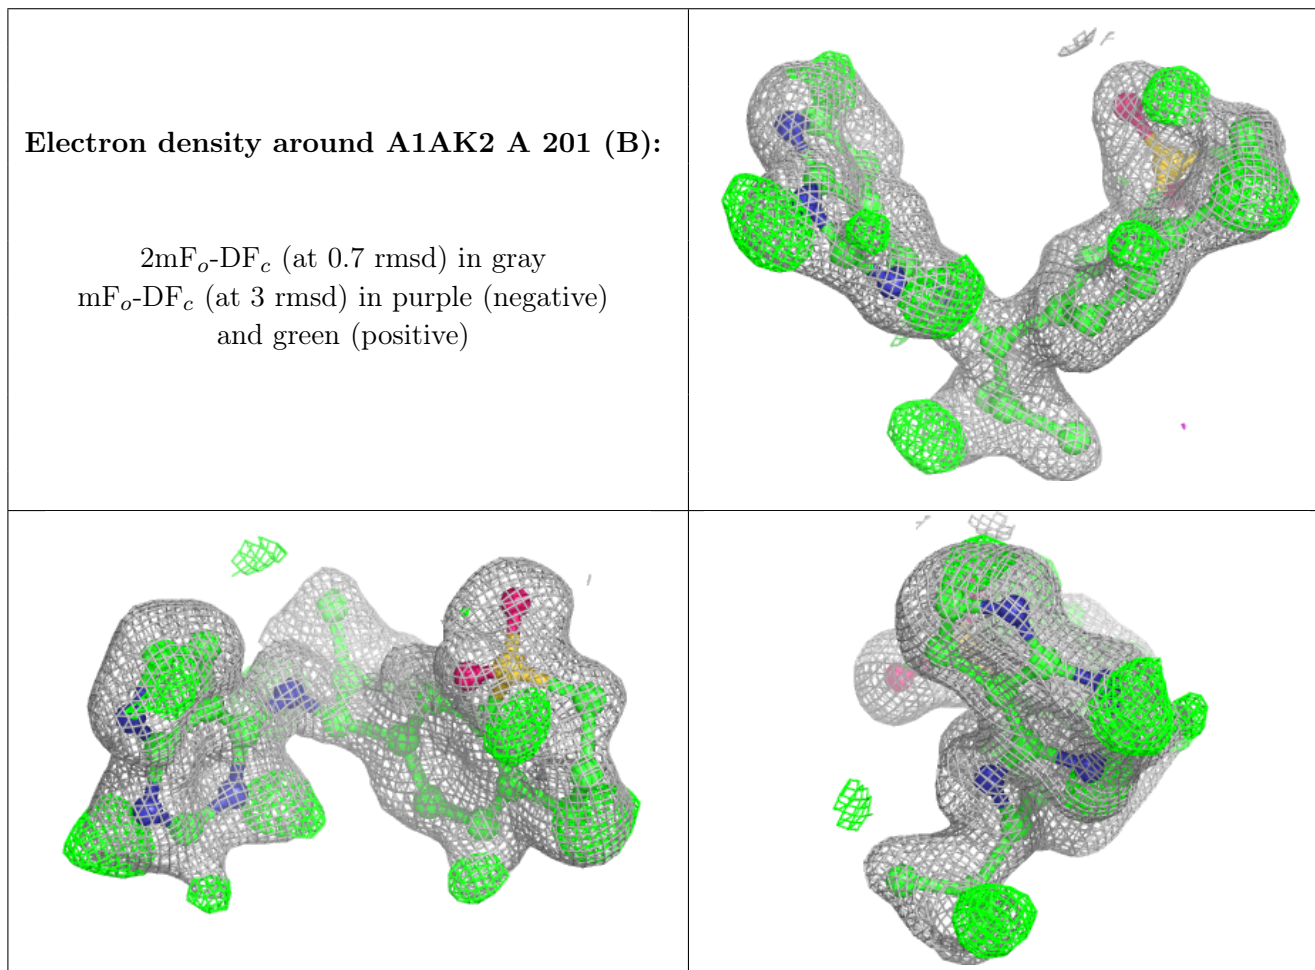 Electron density around A1AK2 A 201 (B):
2mFo-DFc (at 0.7 rmsd) in gray
mFo-DFc (at 3 rmsd) in purple (negative)
and green (positive)